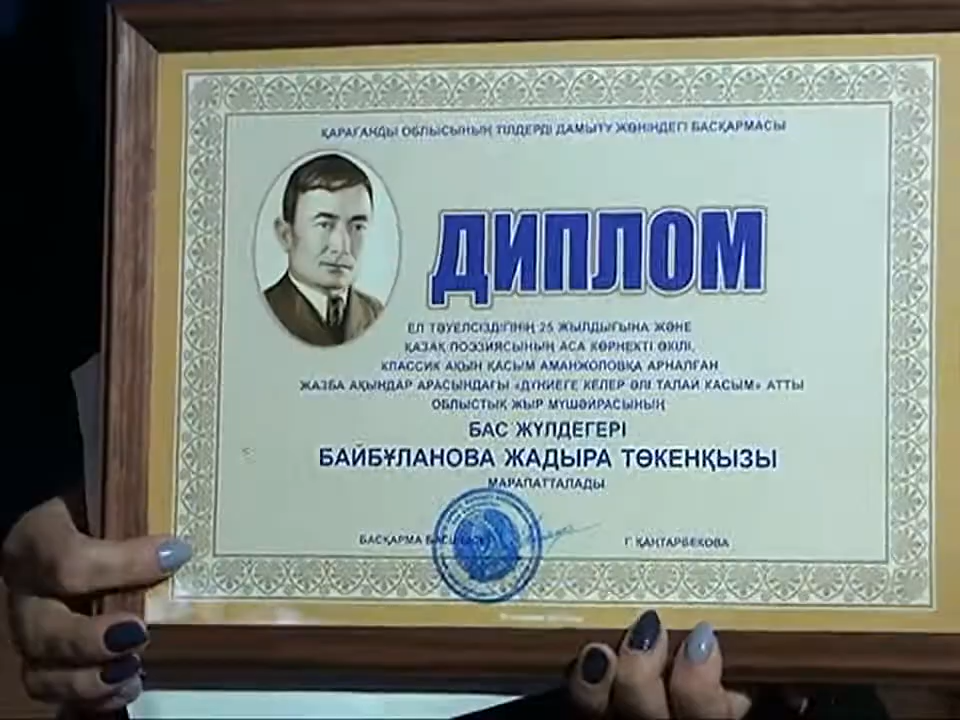 ҚАРАҒАНДЫ ОБЛЫСЫНЫҢ ТІЛДЕРДІ ДАМЫТУ ЖӨНІНДЕГІ БАСҚАРМАСЫ
ДИПЛОМ
ЕЛ ТӘУЕЛСІЗДІГІНІҢ 25 ЖЫЛДЫҒЫНА ЖӘНЕ
ҚАЗАҚ ПОЭЗИЯСЫНЫҢ АСА КӨРНЕКТІ ӨКІЛІ,
КЛАССИК АҚЫН ҚАСЫМ АМАНЖОЛОВҚА АРНАЛҒАН
ЖАЗБА АҚЫНДАР АРАСЫНДАҒЫ «ДҮНИЕГЕ КЕЛЕР ӘЛІ ТАЛАЙ ҚАСЫМ» АТТЫ
ОБЛЫСТЫҚ ЖЫР МҮШӘЙРАСЫНЫҢ
БАС ЖҮЛДЕГЕРІ
БАЙБҰЛАНОВА ЖАДЫРА ТӨКЕНҚЫЗЫ
МАРАПАТТАЛАДЫ
БАСҚАРМА БАСШЫСЫ Г. ҚАНТАРБЕКОВА